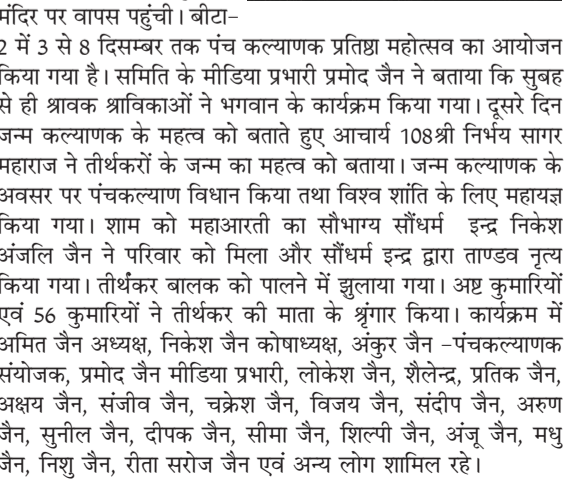 मंदिर पर वापस पहुंची। बीटा-
2 में 3 से 8 दिसम्बर तक पंच कल्याणक प्रतिष्ठा महोत्सव का आयोजन
किया गया है। समिति के मीडिया प्रभारी प्रमोद जैन ने बताया कि सुबह
से ही श्रावक श्राविकाओं ने भगवान के कार्यक्रम किया गया। दूसरे दिन
जन्म कल्याणक के महत्व को बताते हुए आचार्य 108श्री निर्भय सागर
महाराज ने तीर्थकरों के जन्म का महत्व को बताया। जन्म कल्याणक के
अवसर पर पंचकल्याण विधान किया तथा विश्व शांति के लिए महायज्ञ
किया गया। शाम को महाआरती का सौभाग्य सौंधर्म इन्द्र निकेश
अंजलि जैन ने परिवार को मिला और सौंधर्म इन्द्र द्वारा ताण्डव नृत्य
किया गया। तीर्थंकर बालक को पालने में झुलाया गया। अष्ट कुमारियों
एवं 56 कुमारियों ने तीर्थकर की माता के श्रृंगार किया। कार्यक्रम में
अमित जैन अध्यक्ष, निकेश जैन कोषाध्यक्ष, अंकुर जैन -पंचकल्याणक
संयोजक, प्रमोद जैन मीडिया प्रभारी, लोकेश जैन, शैलेन्द्र, प्रतिक जैन,
अक्षय जैन, संजीव जैन, चक्रेश जैन, विजय जैन, संदीप जैन, अरुण
जैन, सुनील जैन, दीपक जैन, सीमा जैन, शिल्पी जैन, अंजू जैन, मधु
जैन, निशु जैन, रीता सरोज जैन एवं अन्य लोग शामिल रहे।